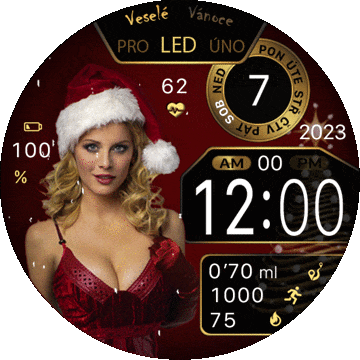 Veselé Vánoce
PRO LED ÚNO
NED PON ÚTE STŘ ČTV PÁT SOB
7
62
2023
100
%
AM 00 PM
12:00
0'70 ml
1000
75